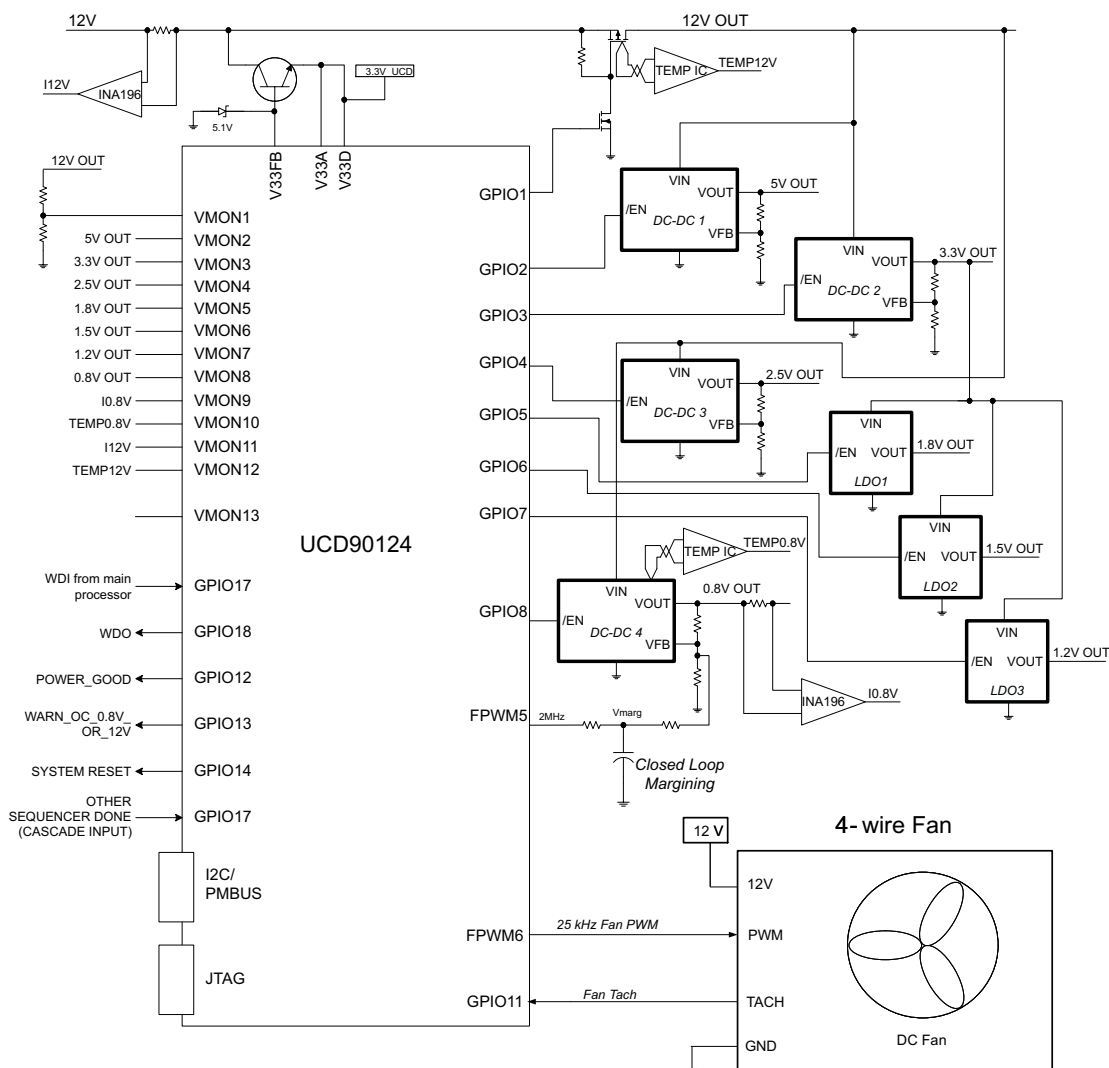 12V
12V OUT
I12V
INA196
5.1V
3.3V_UCD
TEMP IC
TEMP12V
V33FB
V33A
V33D
12V OUT
VMON1
5V OUT
VMON2
3.3V OUT
VMON3
2.5V OUT
VMON4
1.8V OUT
VMON5
1.5V OUT
VMON6
1.2V OUT
VMON7
0.8V OUT
VMON8
I0.8V
VMON9
TEMP0.8V
VMON10
I12V
VMON11
TEMP12V
VMON12
VMON13
UCD90124
WDI from main
processor
GPIO17
WDO
GPIO18
POWER_GOOD
GPIO12
WARN_OC_0.8V_
OR_12V
GPIO13
SYSTEM RESET
GPIO14
OTHER
SEQUENCER DONE
(CASCADE INPUT)
GPIO17
I2C/
PMBUS
JTAG
GPIO1
GPIO2
GPIO3
GPIO4
GPIO5
GPIO6
GPIO7
GPIO8
FPWM5
FPWM6
GPIO11
VIN
VOUT
/EN
DC-DC 1
VFB
5V OUT
VIN
VOUT
/EN
DC-DC 2
VFB
3.3V OUT
VIN
VOUT
/EN
DC-DC 3
VFB
2.5V OUT
VIN
/EN
VOUT
LDO1
1.8V OUT
VIN
/EN
VOUT
LDO2
1.5V OUT
VIN
/EN
VOUT
LDO3
1.2V OUT
TEMP IC
TEMP0.8V
VIN
VOUT
/EN
DC-DC 4
VFB
0.8V OUT
INA196
I0.8V
2MHz
Vmarg
Closed Loop
Margining
12 V
4- wire Fan
12V
25 kHz Fan PWM
PWM
Fan Tach
TACH
GND
DC Fan